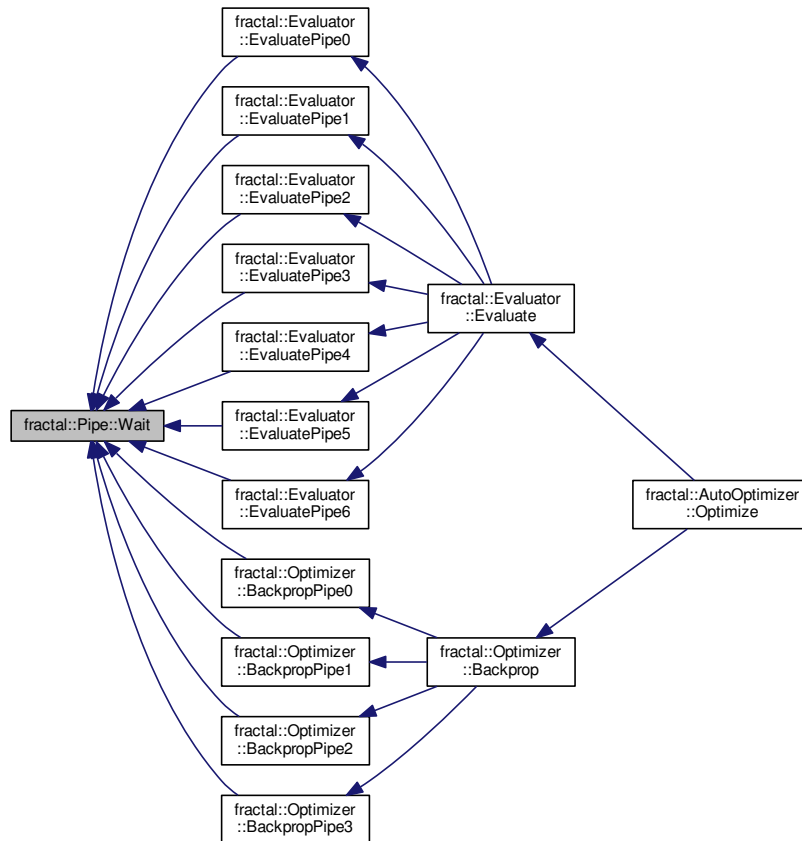 fractal::Evaluator
::EvaluatePipe0
fractal::Evaluator
::EvaluatePipe1
fractal::Evaluator
::EvaluatePipe2
fractal::Evaluator
::EvaluatePipe3
fractal::Evaluator
::Evaluate
fractal::Evaluator
::EvaluatePipe4
fractal::Pipe::Wait
fractal::Evaluator
::EvaluatePipe5
fractal::Evaluator
::EvaluatePipe6
fractal::AutoOptimizer
::Optimize
fractal::Optimizer
::BackpropPipe0
fractal::Optimizer
::BackpropPipe1
fractal::Optimizer
::Backprop
fractal::Optimizer
::BackpropPipe2
fractal::Optimizer
::BackpropPipe3